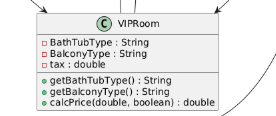 C VIPRoom
BathTubType : String
BalconyType : String
tax : double
getBathTubType() : String
getBalconyType() : String
calcPrice(double, boolean) : double